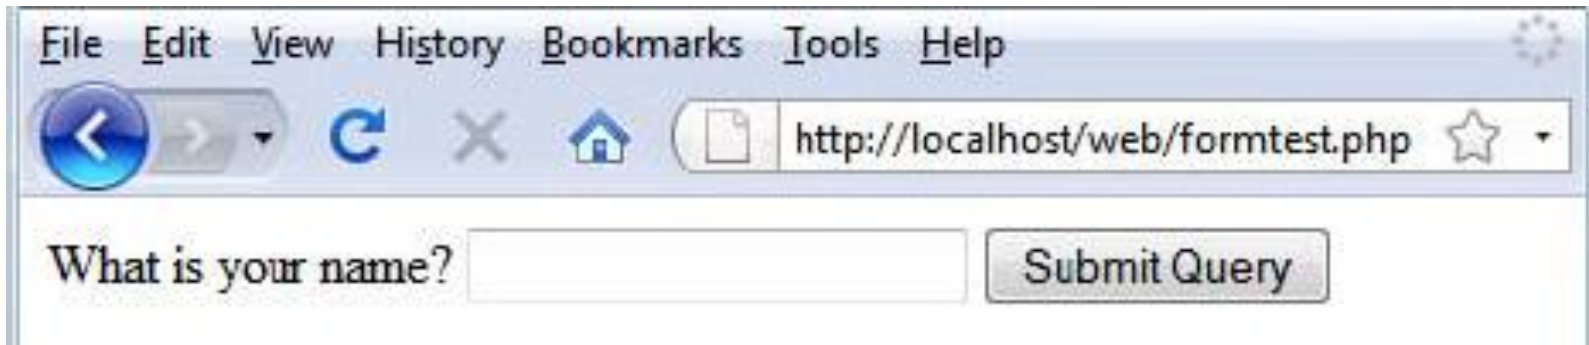 File Edit View History Bookmarks Tools Help
http://localhost/web/formtest.php
What is your name? Submit Query